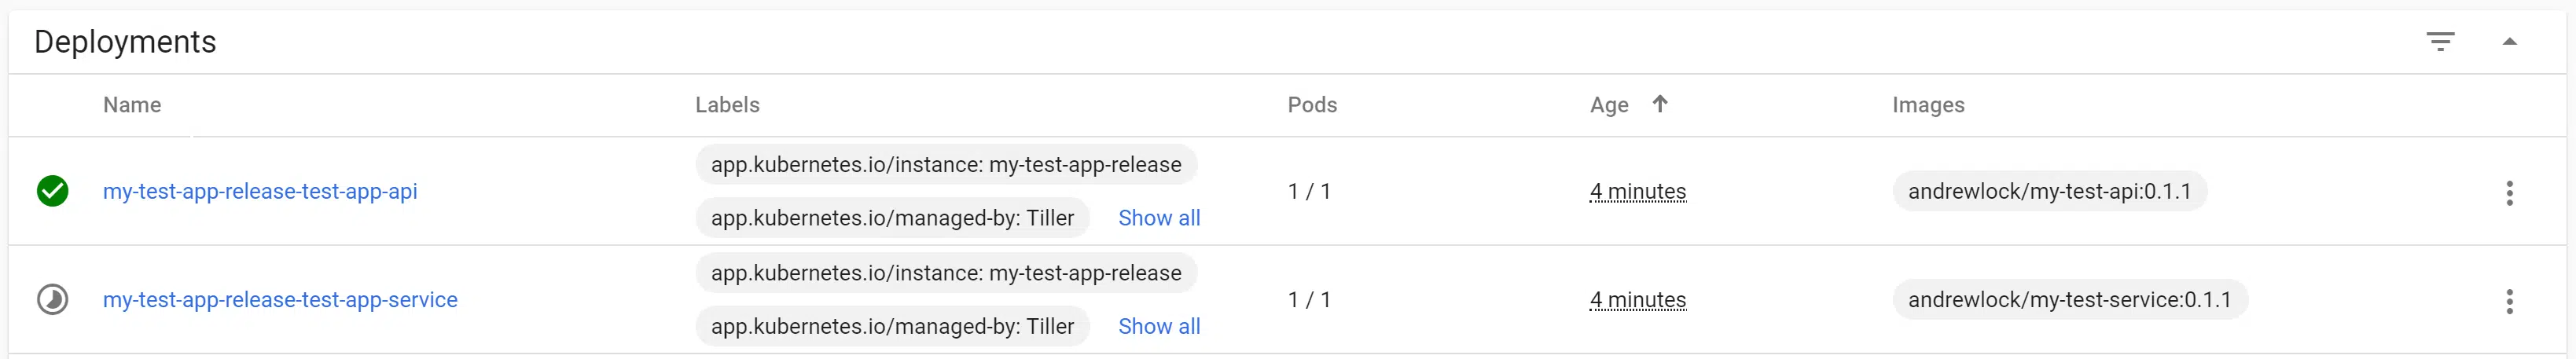 Deployments
Name Labels Pods Age Images
app.kubernetes.io/instance: my-test-app-release
my-test-app-release-test-app-api 1 / 1 4 minutes andrewlock/my-test-api:0.1.1
app.kubernetes.io/managed-by: Tiller Show all
app.kubernetes.io/instance: my-test-app-release
my-test-app-release-test-app-service 1 / 1 4 minutes andrewlock/my-test-service:0.1.1
app.kubernetes.io/managed-by: Tiller Show all